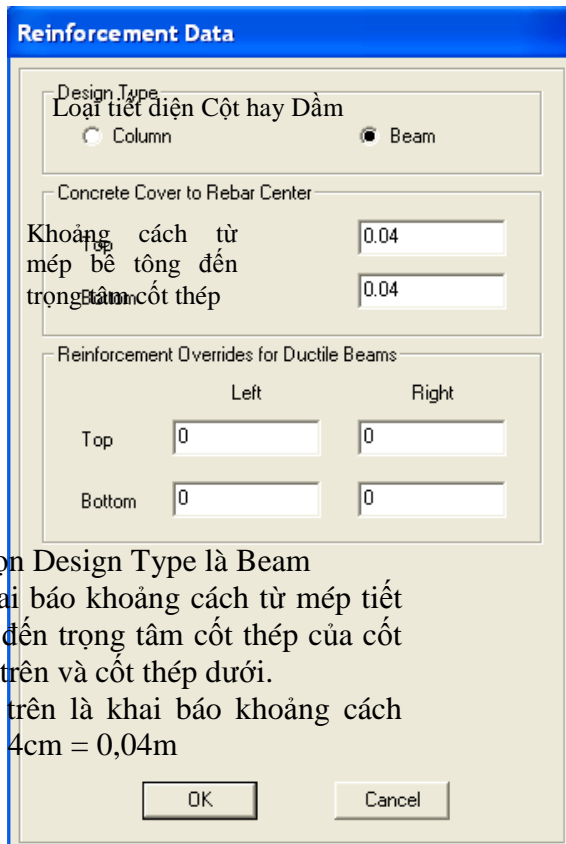 Reinforcement Data
Design Type
Loại tiết diện Cột hay Dầm
Column Beam
Concrete Cover to Rebar Center
Khoảng cách từ
Top 0.04
mép bê tông đến
trọng tâm cốt thép
Bottom 0.04
Reinforcement Overrides for Ductile Beams
Left Right
Top 0 0
Bottom 0 0
Design Type là Beam
báo khoảng cách từ mép tiết
đến trọng tâm cốt thép của cốt
trên và cốt thép dưới.
trên là khai báo khoảng cách
4cm = 0,04m
OK Cancel